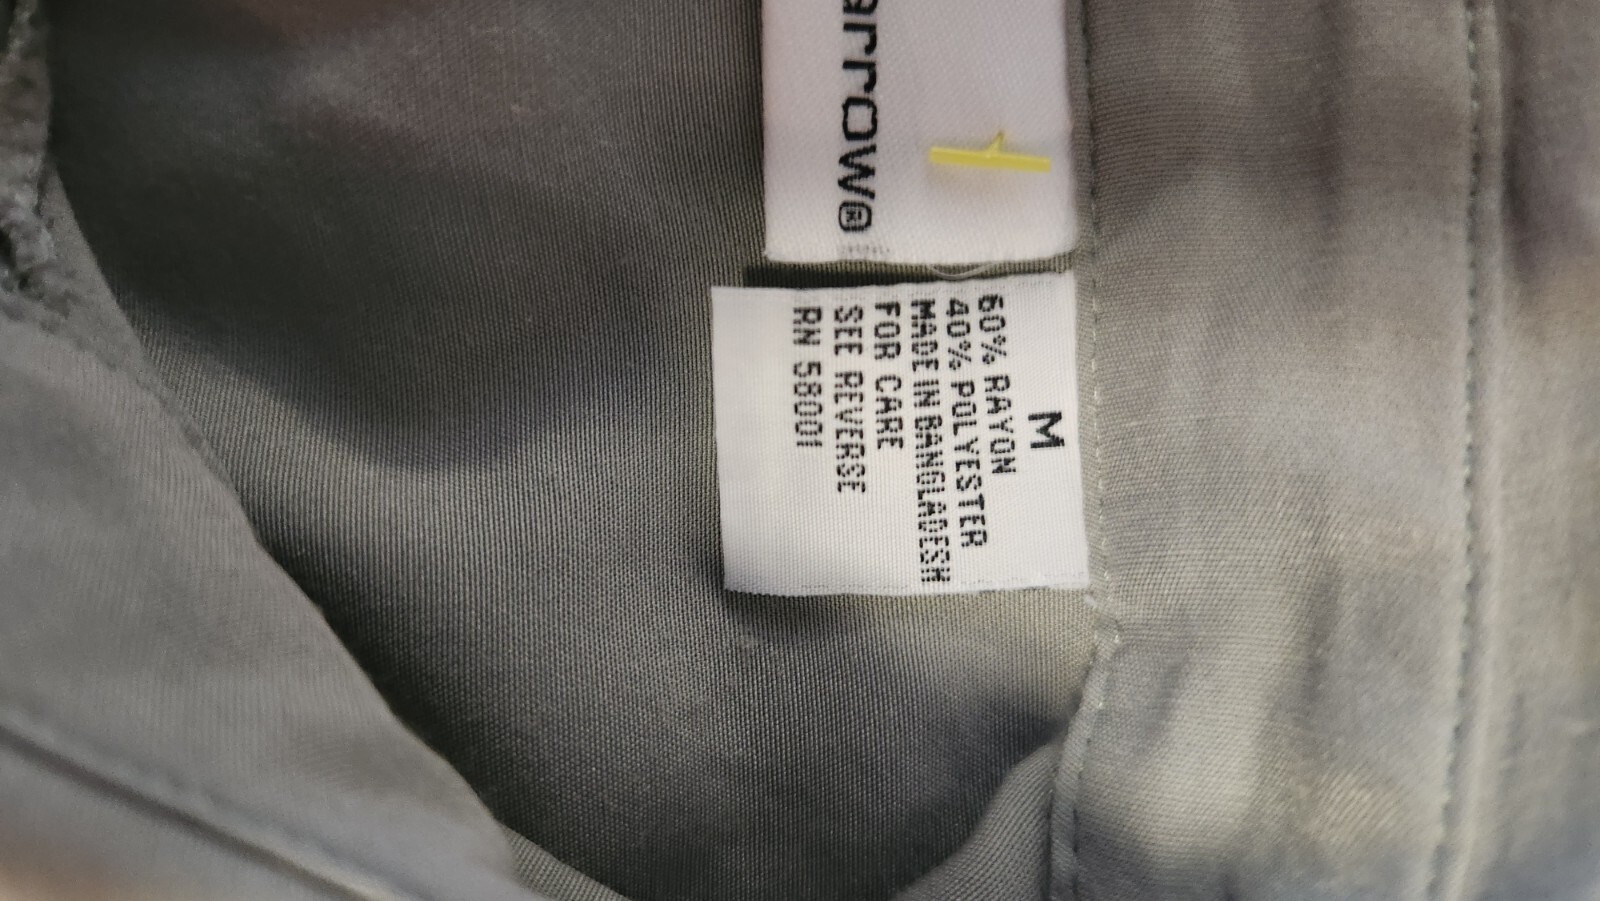 arrow®
M
60% RAYON
40% POLYESTER
MADE IN BANGLADESH
FOR CARE
SEE REVERSE
RN 58001